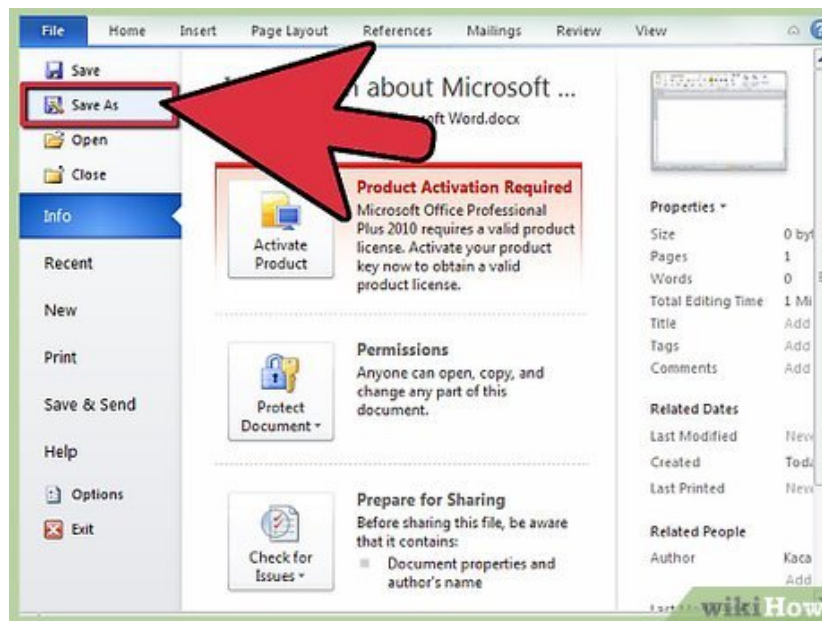 File Home Insert Page Layout References Mailings Review View
Save
Save As
Open
Close
Info
Recent
New
Print
Save & Send
Help
Options
Exit
about Microsoft ...
Word.docx
Activate
Product
Product Activation Required
Microsoft Office Professional
Plus 2010 requires a valid product
license. Activate your product
key now to obtain a valid
product license.
Protect
Document
Permissions
Anyone can open, copy, and
change any part of this
document.
Check for
Issues
Prepare for Sharing
Before sharing this file, be aware
that it contains:
Document properties and
author's name
Properties
Size 0
Pages 1
Words 0
Total Editing Time 1
Title Add
Tags Add
Comments Add
Related Dates
Last Modified
Created
Last Printed
Related People
Author
Add
wikiHow